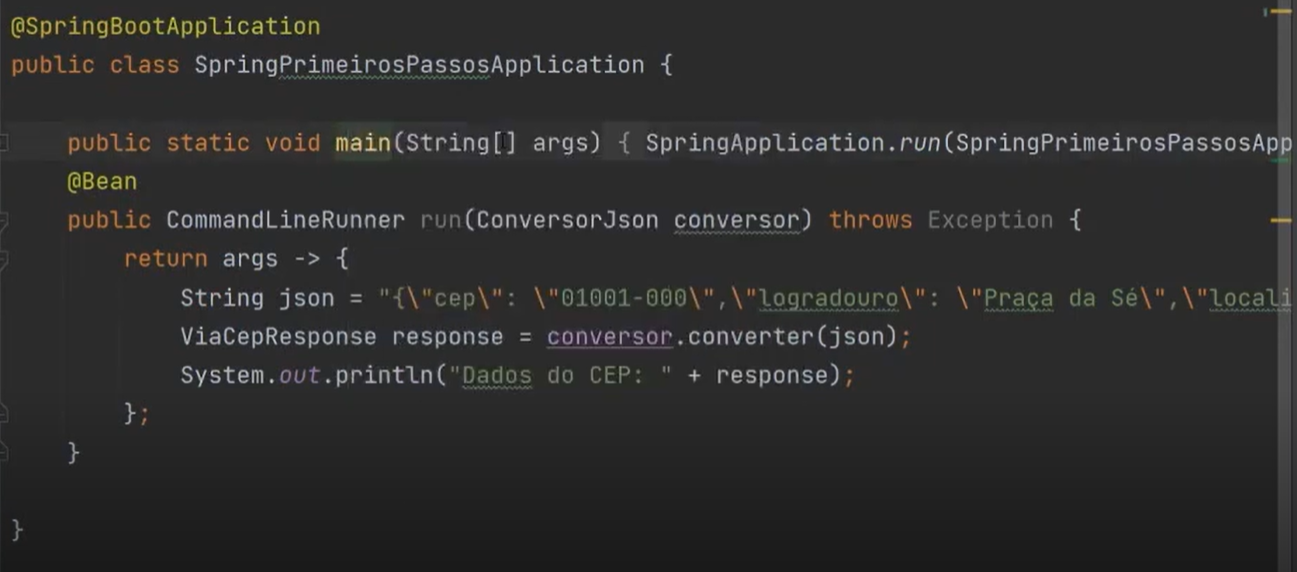 @SpringBootApplication
public class SpringPrimeirosPassosApplication {
public static void main(String[] args) { SpringApplication.run(SpringPrimeirosPassosApp
@Bean
public CommandLineRunner run(ConversorJson conversor) throws Exception {
return args -> {
String json = "{\"cep\": \"01001-000\",\"logradouro\": \"Praça da Sé\",\"locali
ViaCepResponse response = conversor.converter(json);
System.out.println("Dados do CEP: " + response);
};
}
}